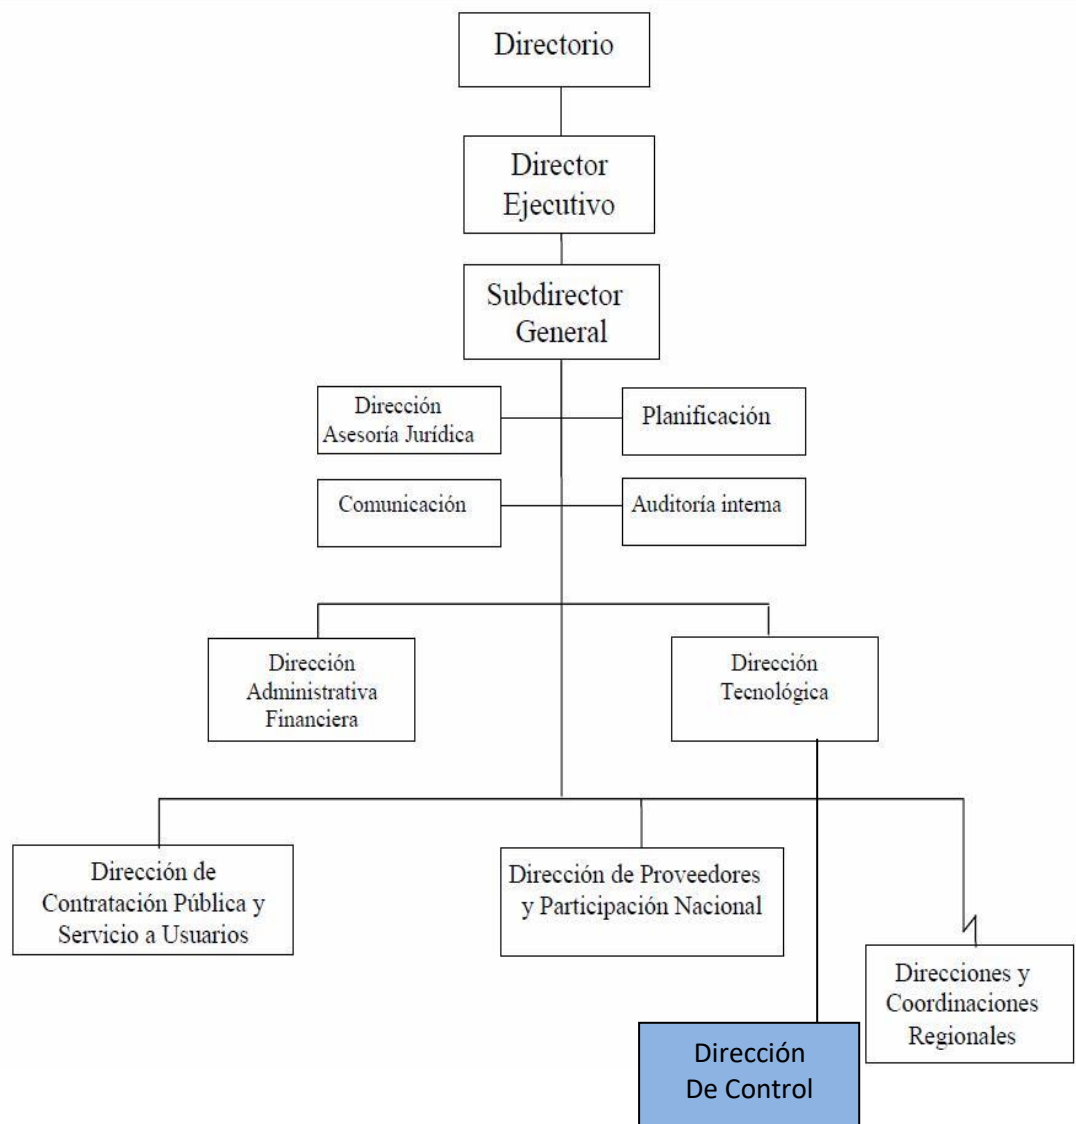 Directorio
Director
Ejecutivo
Subdirector
General
Dirección
Asesoría Jurídica
Planificación
Comunicación
Auditoría interna
Dirección
Administrativa
Financiera
Dirección
Tecnológica
Dirección de
Contratación Pública y
Servicio a Usuarios
Dirección de Proveedores
y Participación Nacional
Direcciones y
Coordinaciones
Regionales
Dirección
De Control